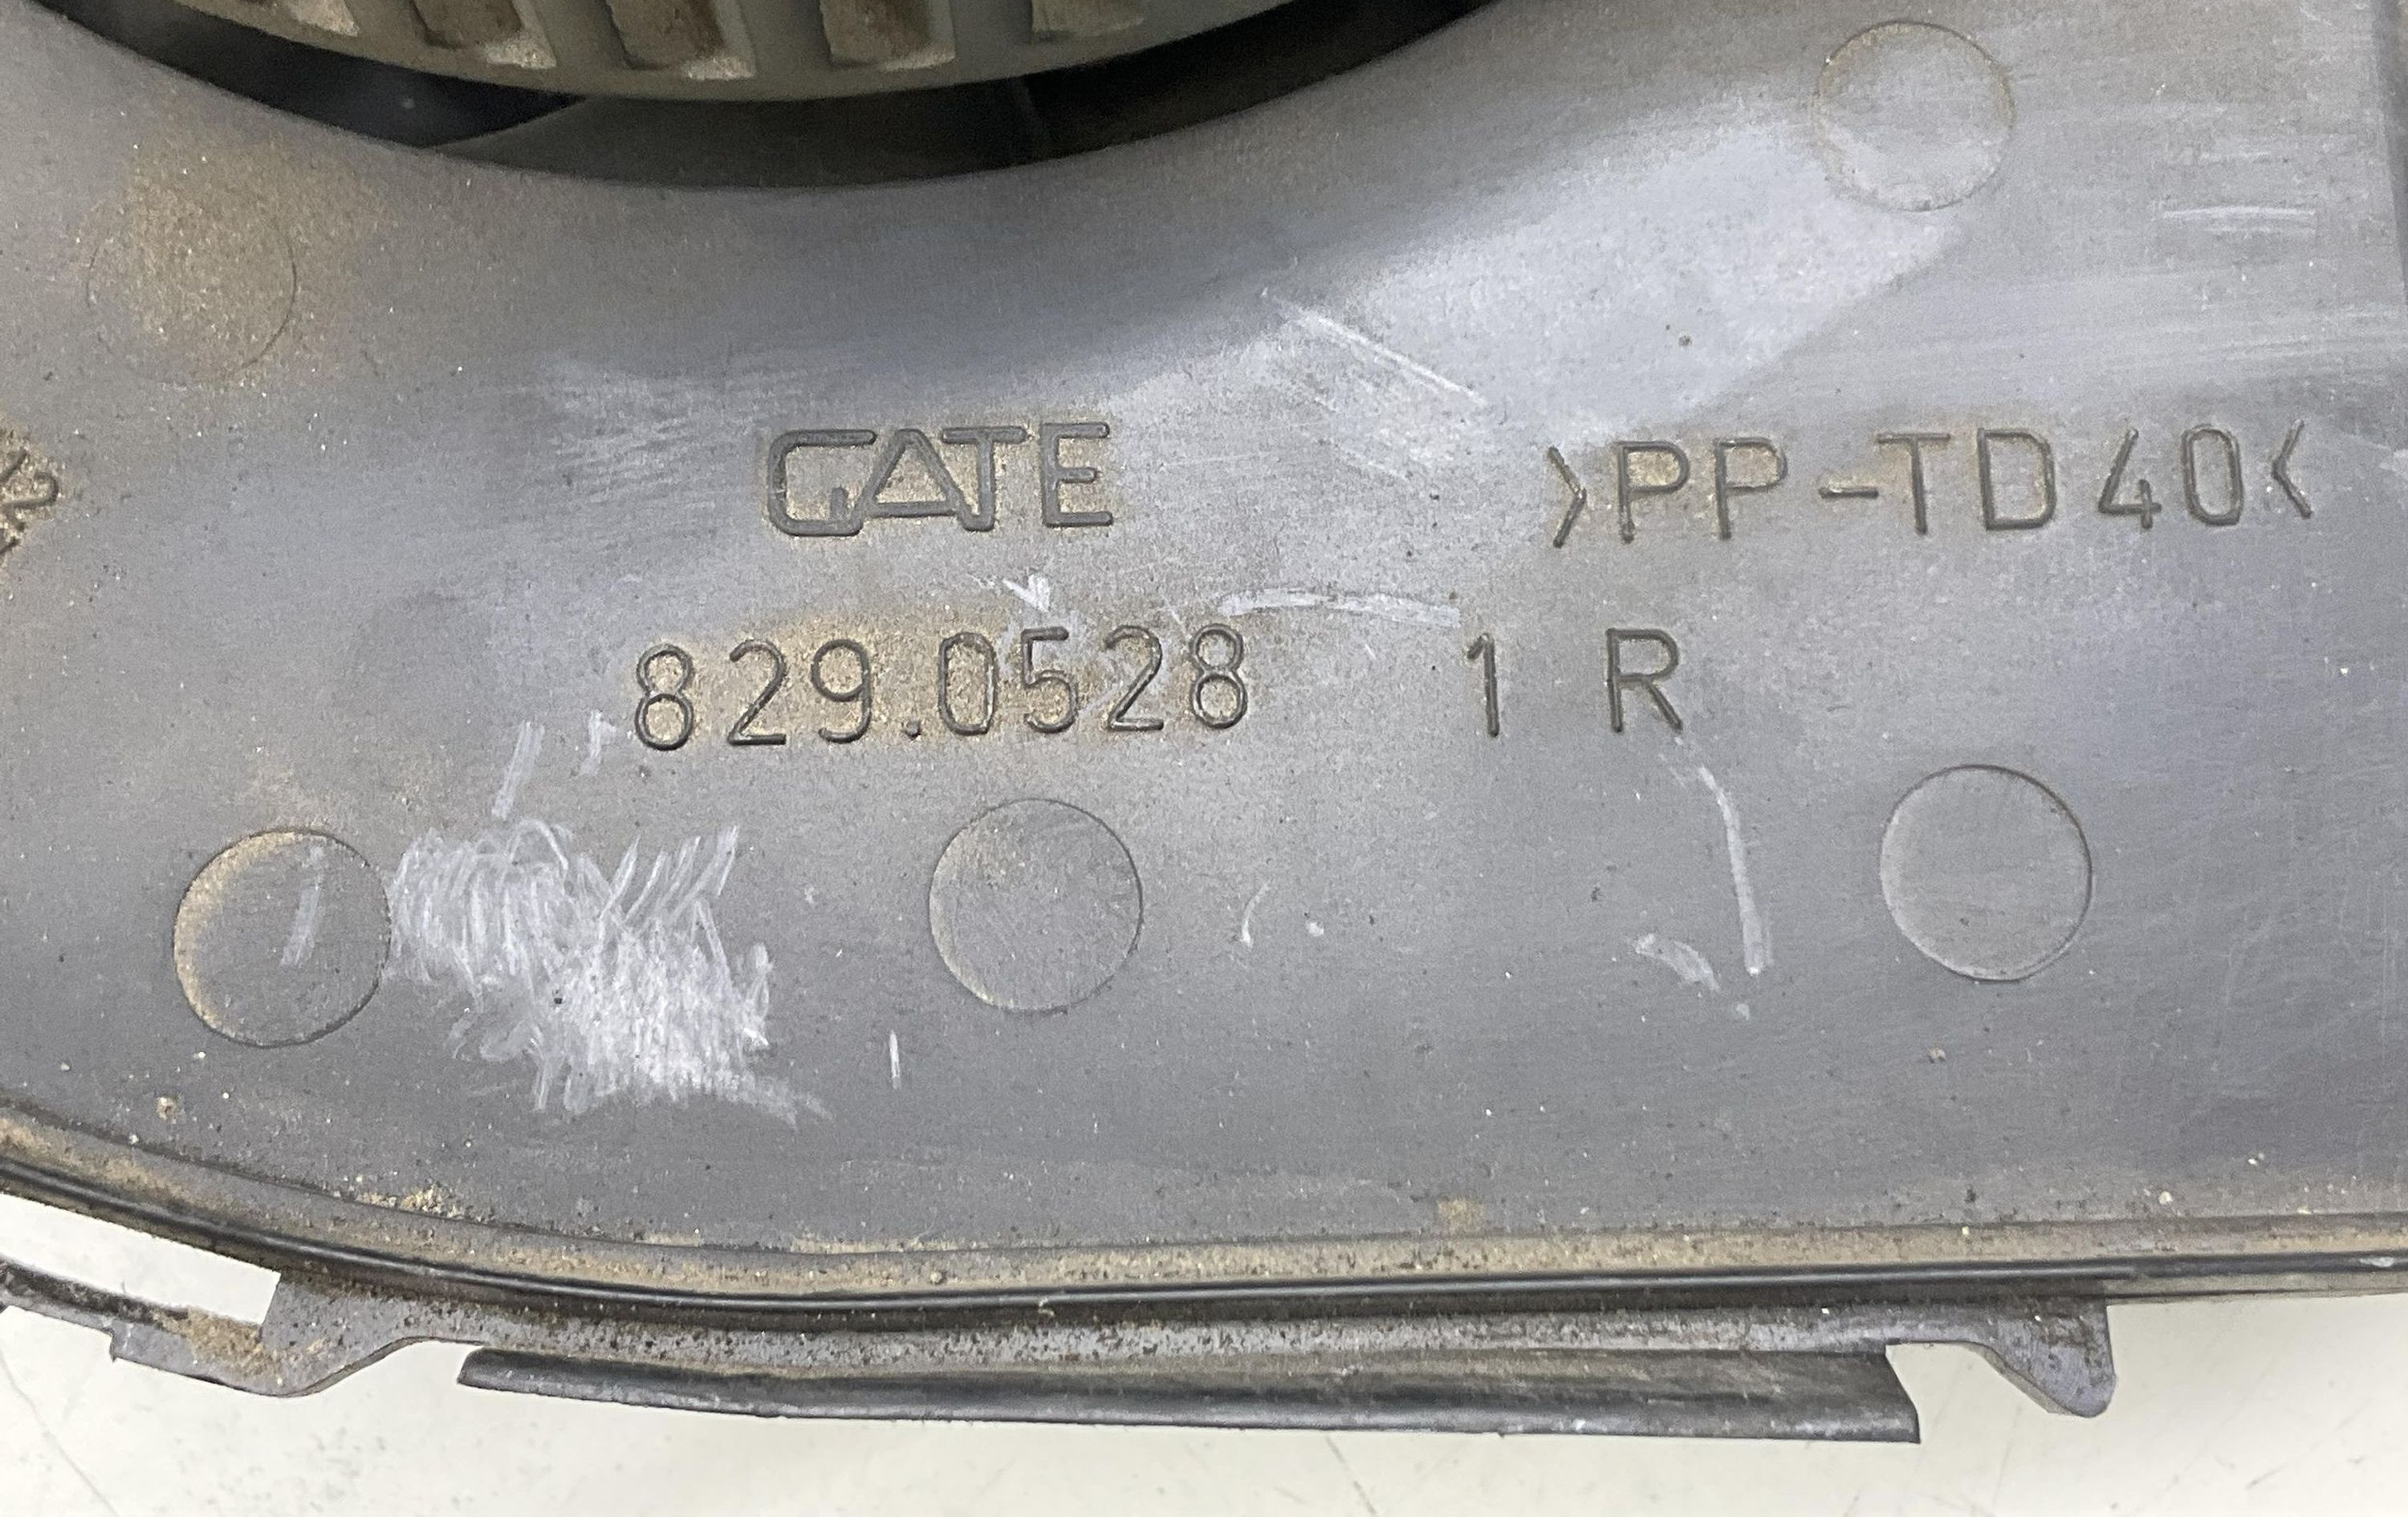 GATE >PP-TD40<
829.0528 1 R